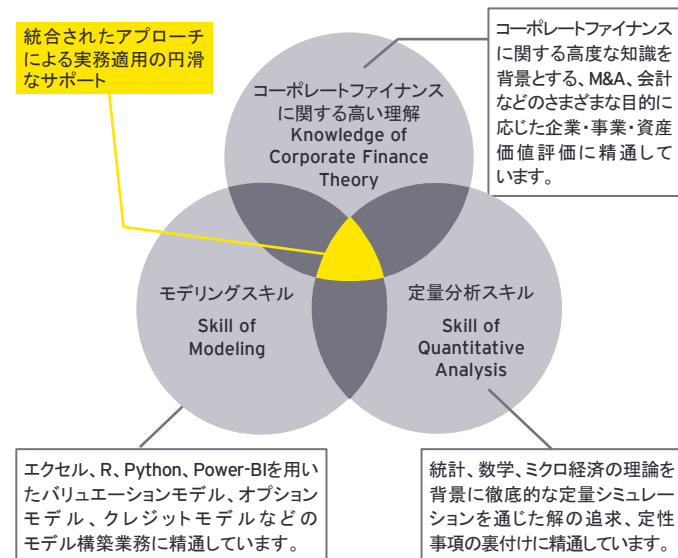 統合されたアプローチ
による実務適用の円滑
なサポート
コーポレートファイナンス
に関する高い理解
Knowledge of
Corporate Finance
Theory
コーポレートファイナンス
に関する高度な知識を
背景とする、M&A、会計
などのさまざまな目的に
応じた企業・事業・資産
価値評価に精通して
います。
モデリングスキル
Skill of
Modeling
定量分析スキル
Skill of
Quantitative
Analysis
エクセル、R、Python、Power-BIを用い
たバリュエーションモデル、オプション
モデル、クレジットモデルなどの
モデル構築業務に精通しています。
統計、数学、ミクロ経済の理論を
背景に徹底的な定量シミュレー
ションを通じた解の追求、定性
事項の裏付けに精通しています。